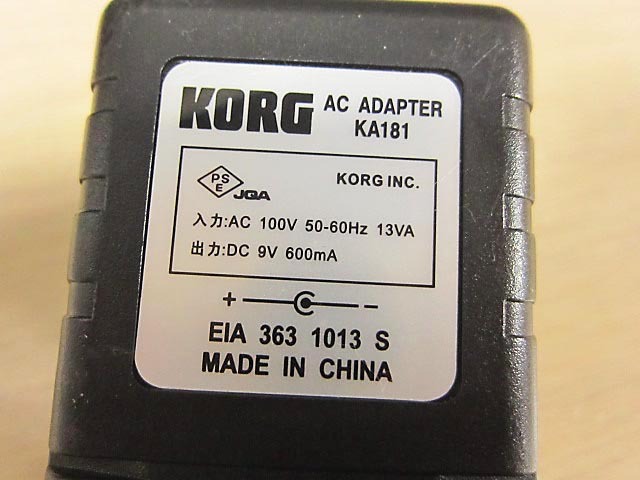 KORG AC ADAPTER
KA181
PS
E JQA KORG INC.
入力:AC 100V 50-60Hz 13VA
出力:DC 9V 600mA
+ -
EIA 363 1013 S
MADE IN CHINA